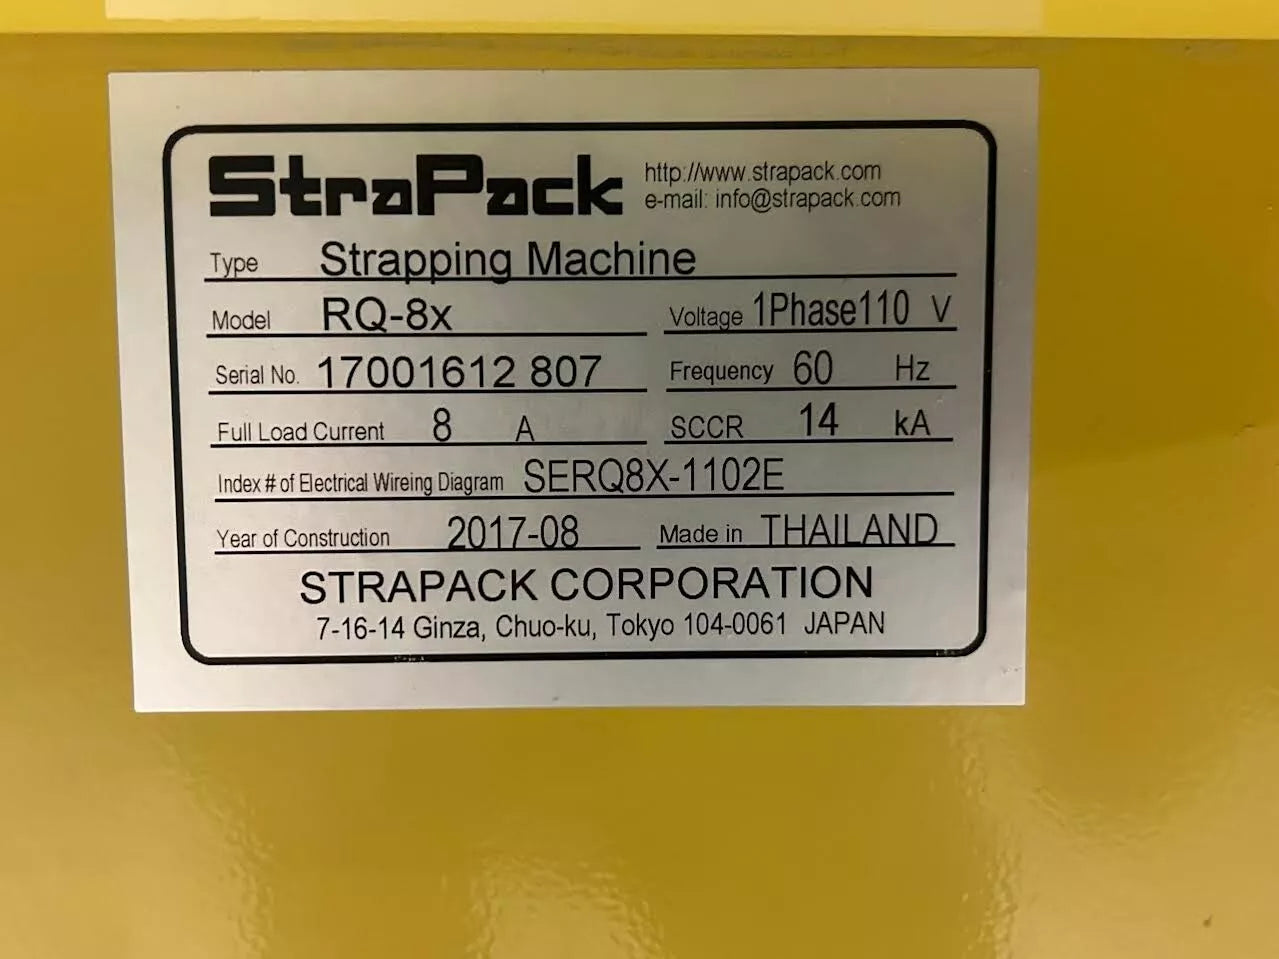 StraPack http://www.strapack.com
e-mail: info@strapack.com
Type Strapping Machine
Model RQ-8x Voltage 1Phase110 V
Serial No. 17001612 807 Frequency 60 Hz
Full Load Current 8 A SCCR 14 kA
Index # of Electrical Wireing Diagram SERQ8X-1102E
Year of Construction 2017-08 Made in THAILAND
STRAPACK CORPORATION
7-16-14 Ginza, Chuo-ku, Tokyo 104-0061 JAPAN